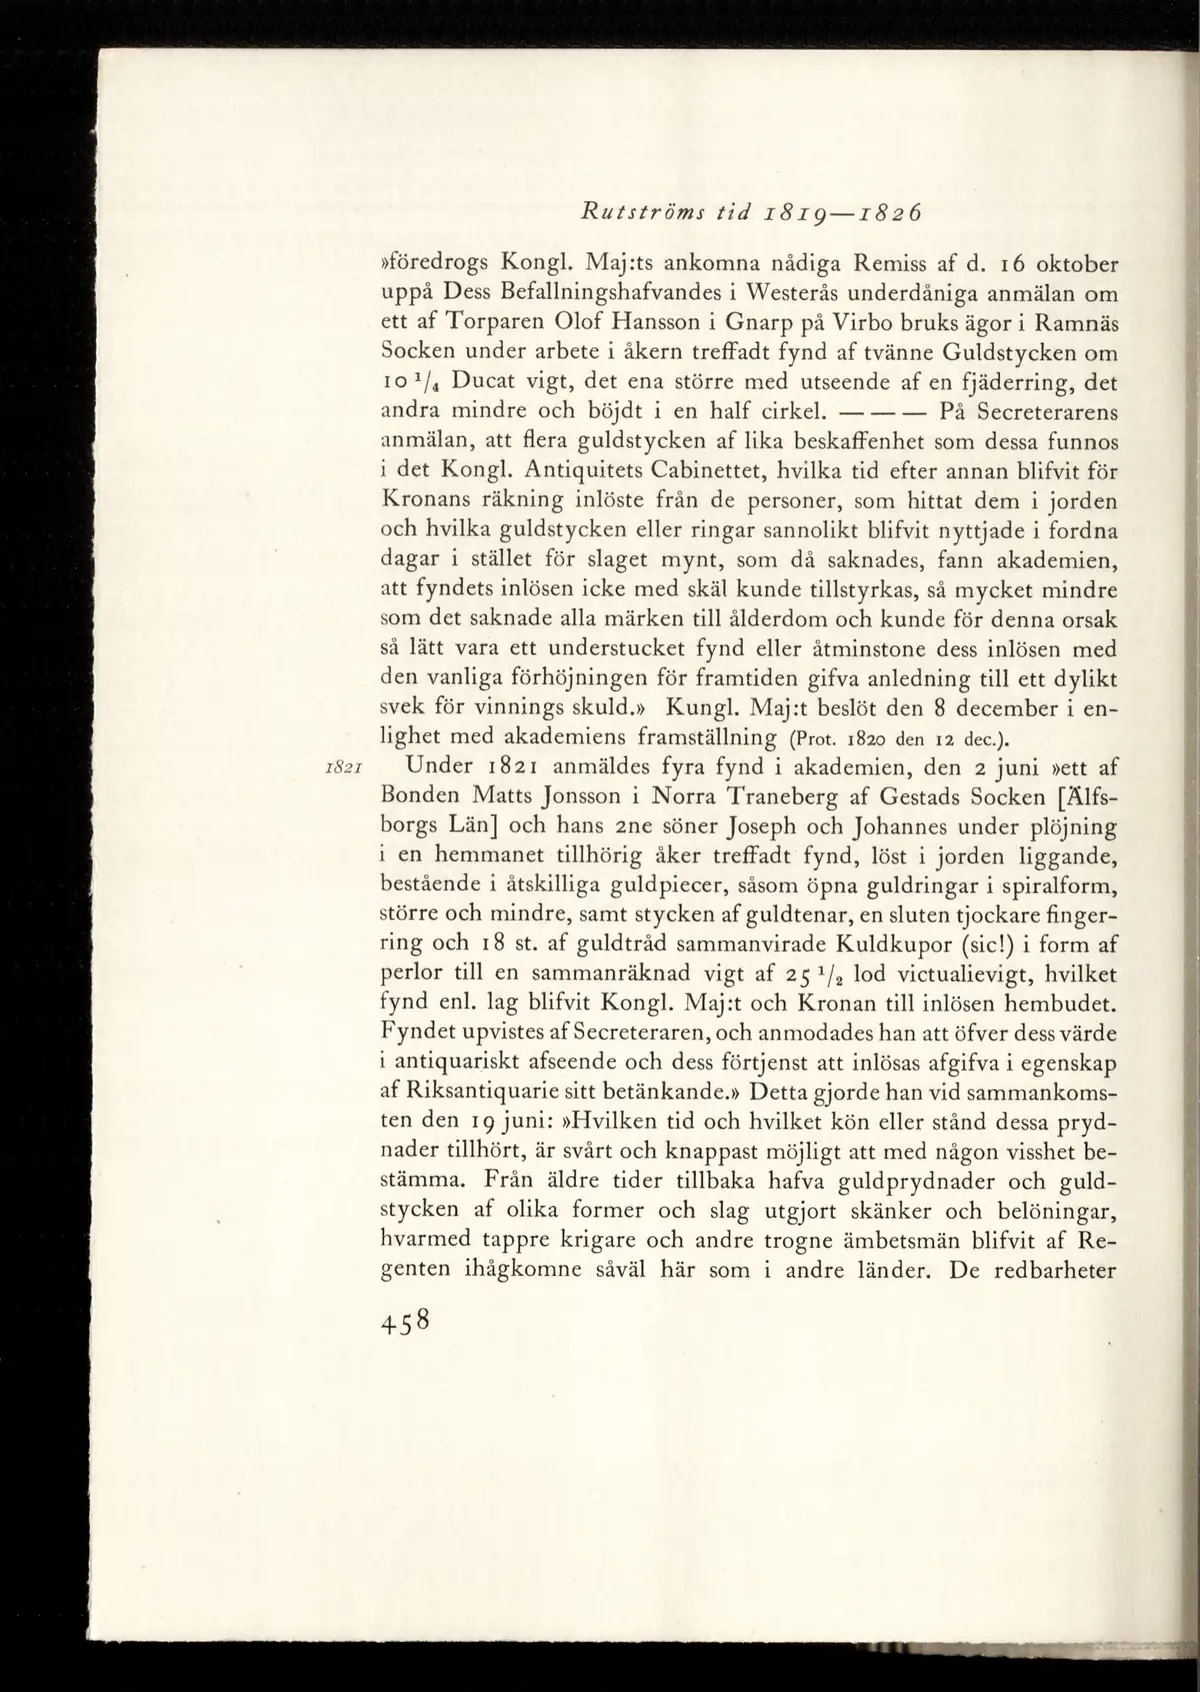 Rutströms tid 1819—1826
»föredrogs Kongl. Maj:ts ankomna nådiga Remiss af d. 16 oktober
uppå Dess Befallningshafvandes i Westerås underdåniga anmälan om
ett af Torparen Olof Hansson i Gnarp på Virbo bruks ägor i Ramnäs
Socken under arbete i åkern treffadt fynd af tvänne Guldstycken om
10 1/4 Ducat vigt, det ena större med utseende af en fjäderring, det
andra mindre och böjdt i en half cirkel. — — — På Secreterarens
anmälan, att flera guldstycken af lika beskaffenhet som dessa funnos
i det Kongl. Antiquitets Cabinettet, hvilka tid efter annan blifvit för
Kronans räkning inlöste från de personer, som hittat dem i jorden
och hvilka guldstycken eller ringar sannolikt blifvit nyttjade i fordna
dagar i stället för slaget mynt, som då saknades, fann akademien,
att fyndets inlösen icke med skäl kunde tillstyrkas, så mycket mindre
som det saknade alla märken till ålderdom och kunde för denna orsak
så lätt vara ett understucket fynd eller åtminstone dess inlösen med
den vanliga förhöjningen för framtiden gifva anledning till ett dylikt
svek för vinnings skuld.» Kungl. Maj:t beslöt den 8 december i en-
lighet med akademiens framställning (Prot. 1820 den 12 dec.).
1821 Under 1821 anmäldes fyra fynd i akademien, den 2 juni »ett af
Bonden Matts Jonsson i Norra Traneberg af Gestads Socken [Älfs-
borgs Län] och hans 2ne söner Joseph och Johannes under plöjning
i en hemmanet tillhörig åker treffadt fynd, löst i jorden liggande,
bestående i åtskilliga guldpiecer, såsom öpna guldringar i spiralform,
större och mindre, samt stycken af guldtenar, en sluten tjockare finger-
ring och 18 st. af guldtråd sammanvirade Kuldkupor (sic!) i form af
perlor till en sammanräknad vigt af 25 1/2 lod victualievigt, hvilket
fynd enl. lag blifvit Kongl. Maj:t och Kronan till inlösen hembudet.
Fyndet upvistes af Secreteraren, och anmodades han att öfver dess värde
i antiquariskt afseende och dess förtjenst att inlösas afgifva i egenskap
af Riksantiquarie sitt betänkande.» Detta gjorde han vid sammankoms-
ten den 19 juni: »Hvilken tid och hvilket kön eller stånd dessa pryd-
nader tillhört, är svårt och knappast möjligt att med någon visshet be-
stämma. Från äldre tider tillbaka hafva guldprydnader och guld-
stycken af olika former och slag utgjort skänker och belöningar,
hvarmed tappre krigare och andre trogne ämbetsmän blifvit af Re-
genten ihågkomne såväl här som i andre länder. De redbarheter
458